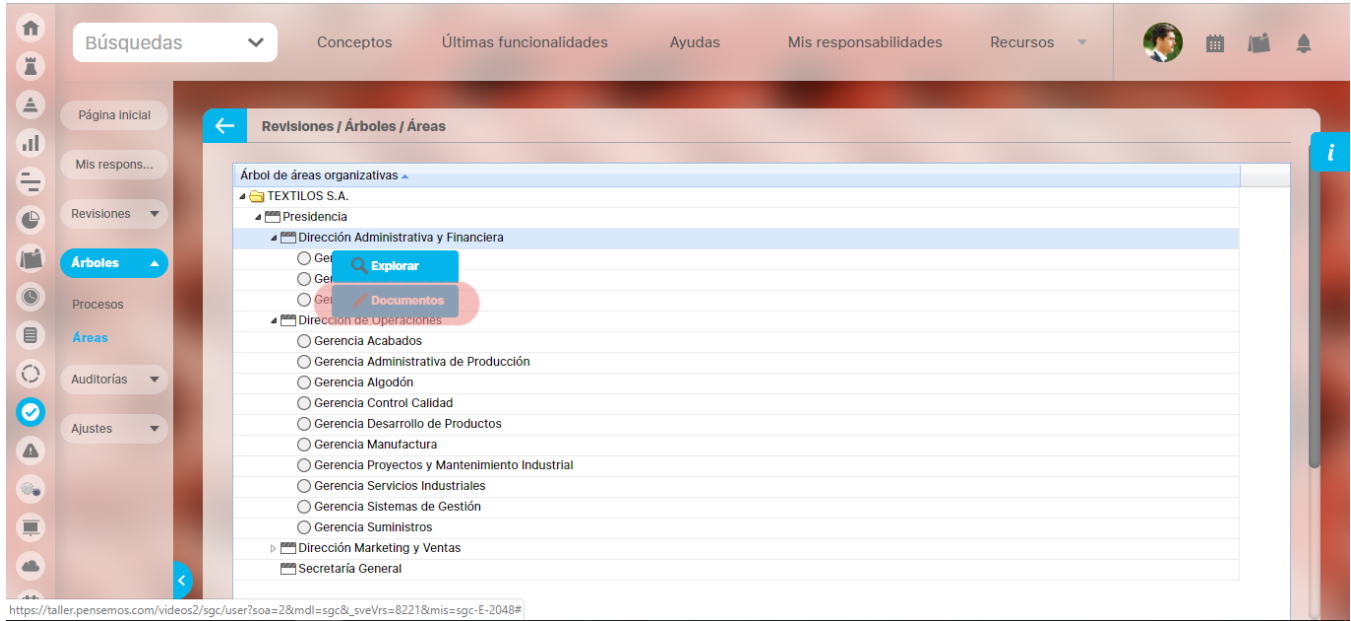 Búsquedas
Conceptos
Últimas funcionalidades
Ayudas
Mis responsabilidades
Recursos
Página inicial
Mis respons...
Revisiones
Árboles
Procesos
Áreas
Auditorías
Ajustes
Revisiones / Árboles / Áreas
i
Árbol de áreas organizativas
TEXTILOS S.A.
Presidencia
Dirección Administrativa y Financiera
Ger
Explorar
Ger
Ger
Documentos
Dirección de Operaciones
Gerencia Acabados
Gerencia Administrativa de Producción
Gerencia Algodón
Gerencia Control Calidad
Gerencia Desarrollo de Productos
Gerencia Manufactura
Gerencia Proyectos y Mantenimiento Industrial
Gerencia Servicios Industriales
Gerencia Sistemas de Gestión
Gerencia Suministros
Dirección Marketing y Ventas
Secretaría General
https://taller.pensemos.com/videos2/sgc/user?soa=2&mdl=sgc&_sveVrs=8221&mis=sgc-E-2048#